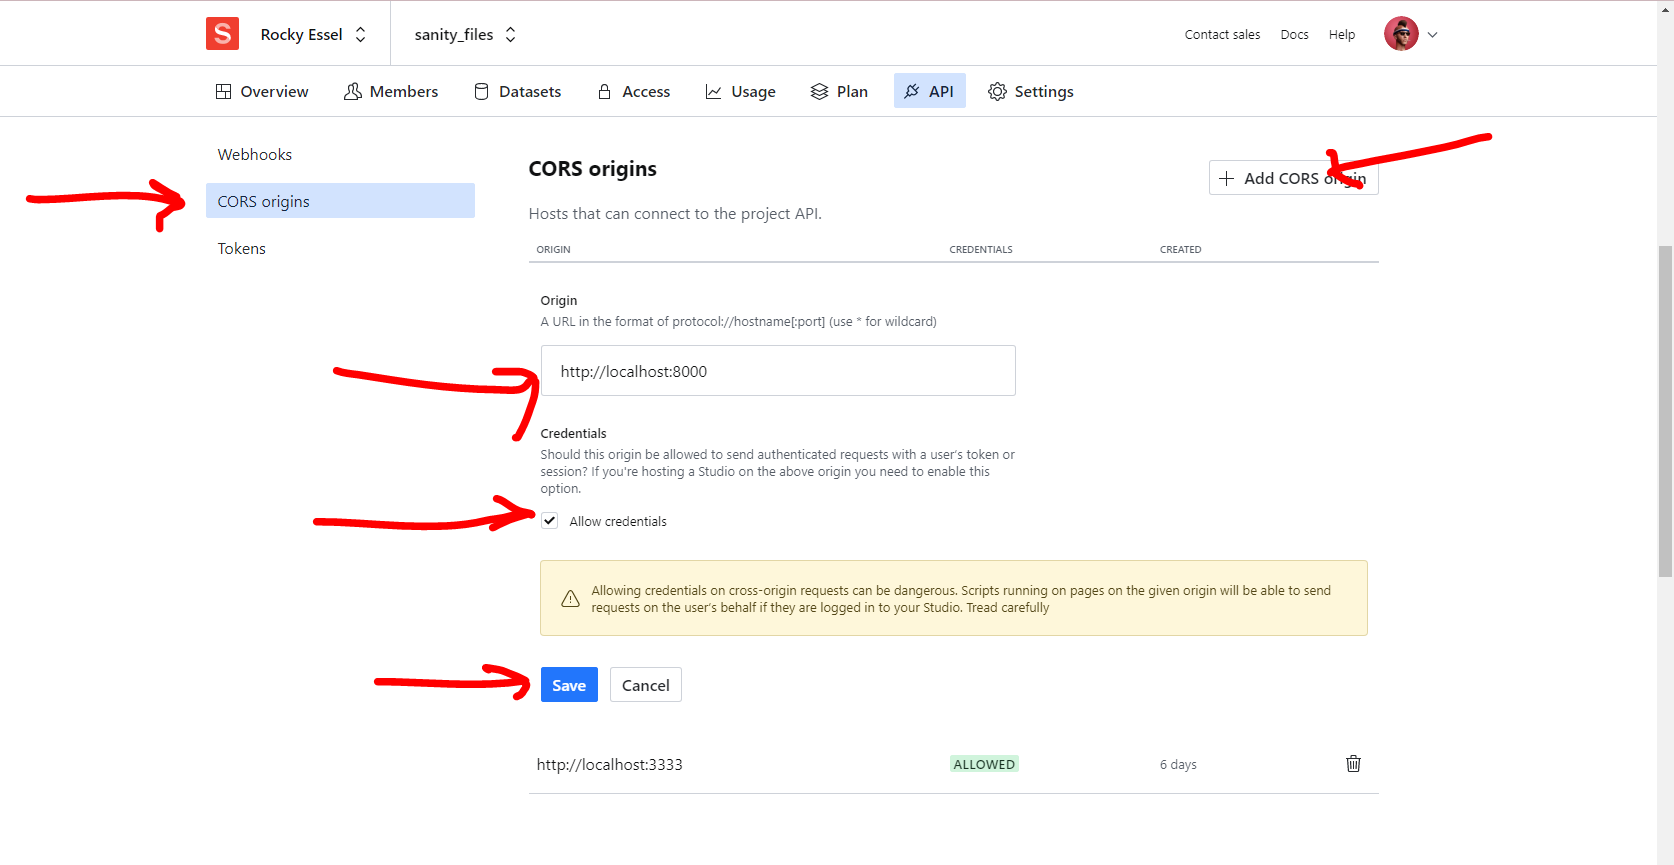 S Rocky Essel sanity_files Contact sales Docs Help
Overview Members Datasets Access Usage Plan API Settings
Webhooks
CORS origins
Tokens
CORS origins
+ Add CORS origin
Hosts that can connect to the project API.
ORIGIN CREDENTIALS CREATED
Origin
A URL in the format of protocol://hostname[:port] (use * for wildcard)
http://localhost:8000
Credentials
Should this origin be allowed to send authenticated requests with a user's token or
session? If you're hosting a Studio on the above origin you need to enable this
option.
Allow credentials
Allowing credentials on cross-origin requests can be dangerous. Scripts running on pages on the given origin will be able to send
requests on the user's behalf if they are logged in to your Studio. Tread carefully
Save Cancel
http://localhost:3333 ALLOWED 6 days